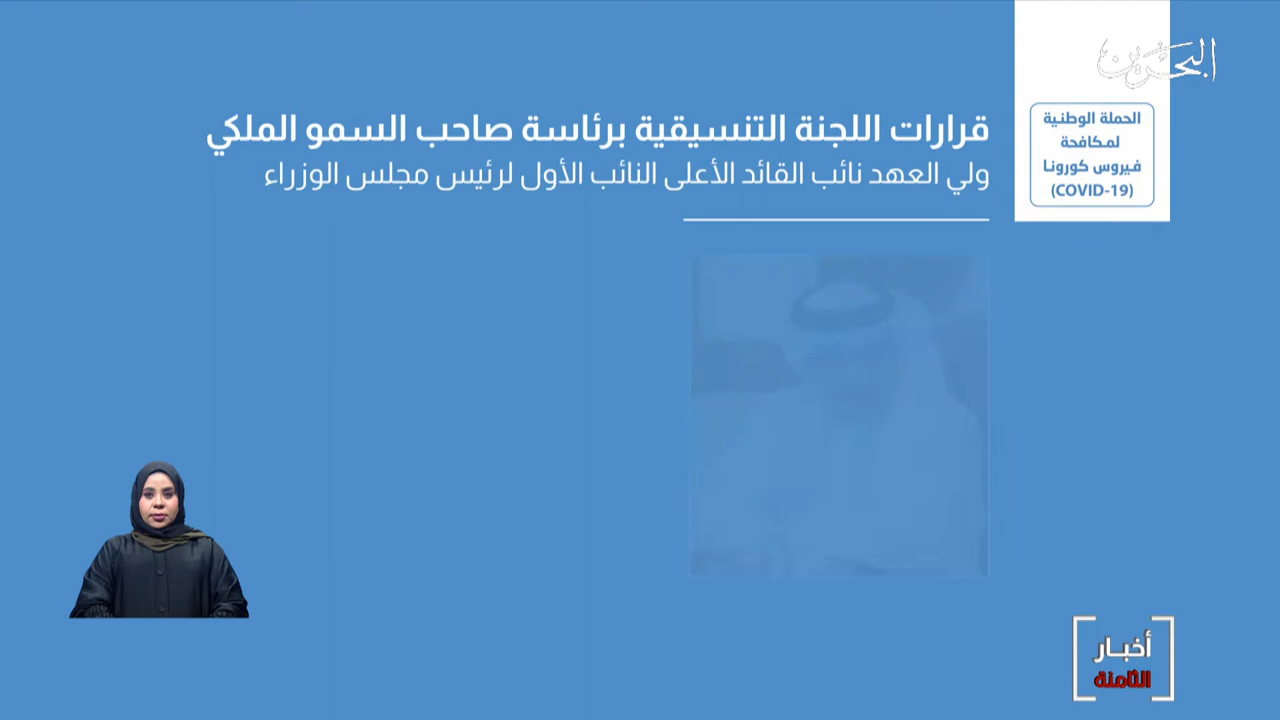 البحرين
الحملة الوطنية
لمكافحة
فيروس كورونا
(COVID-19)
قرارات اللجنة التنسيقية برئاسة صاحب السمو الملكي
ولي العهد نائب القائد الأعلى النائب الأول لرئيس مجلس الوزراء
أخبار
الثامنة